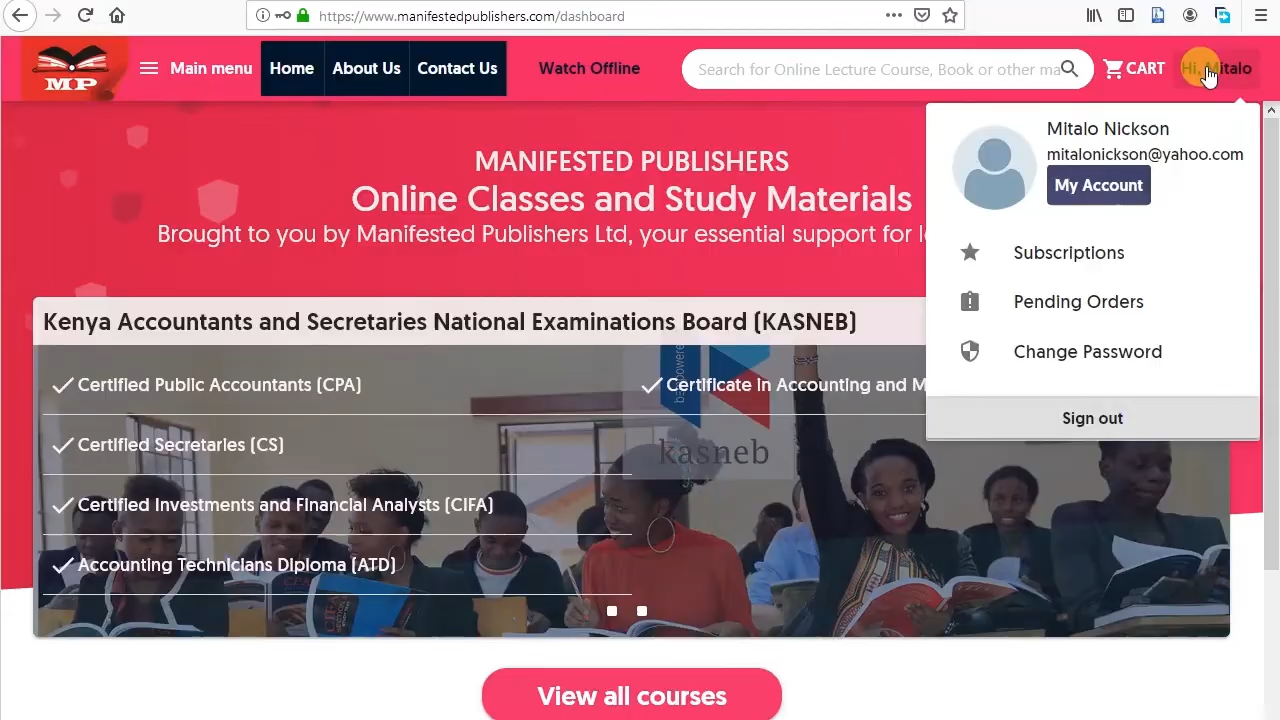 https://www.manifestedpublisher.com/dashboard
MP
Main menu
Home
About Us
Contact Us
Watch Offline
Search for Online Lecture Course, Book or other ma
CART
Hi, Mitalo
Mitalo Nickson
mitalonickson@yahoo.com
My Account
Subscriptions
Pending Orders
Change Password
Sign out
MANIFESTED PUBLISHERS
Online Classes and Study Materials
Brought to you by Manifested Publishers Ltd, your essential support for l
Kenya Accountants and Secretaries National Examinations Board (KASNEB)
Certified Public Accountants (CPA)
Certificate in Accounting and M
Certified Secretaries (CS)
kasneb
Certified Investments and Financial Analysts (CIFA)
Accounting Technicians Diploma (ATD)
View all courses